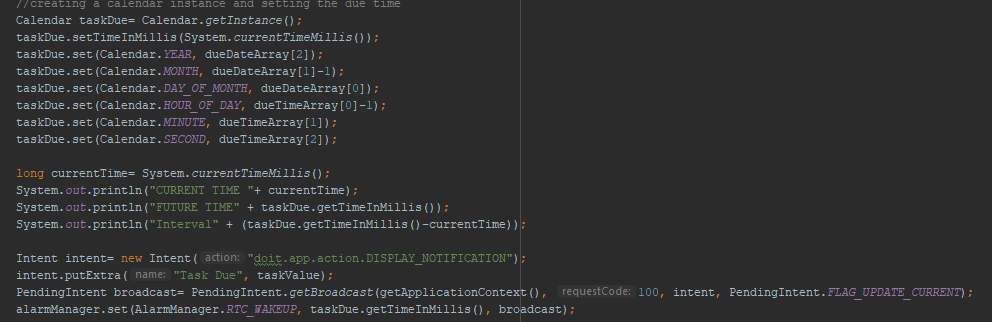 //creating a calendar instance and setting the due time
Calendar taskDue= Calendar.getInstance();
taskDue.setTimeInMillis(System.currentTimeMillis());
taskDue.set(Calendar.YEAR, dueDateArray[2]);
taskDue.set(Calendar.MONTH, dueDateArray[1]-1);
taskDue.set(Calendar.DAY_OF_MONTH, dueDateArray[0]);
taskDue.set(Calendar.HOUR_OF_DAY, dueTimeArray[0]-1);
taskDue.set(Calendar.MINUTE, dueTimeArray[1]);
taskDue.set(Calendar.SECOND, dueTimeArray[2]);
long currentTime= System.currentTimeMillis();
System.out.println("CURRENT TIME "+ currentTime);
System.out.println("FUTURE TIME" + taskDue.getTimeInMillis());
System.out.println("Interval" + (taskDue.getTimeInMillis()-currentTime));
Intent intent= new Intent( action: "doit.app.action.DISPLAY_NOTIFICATION");
intent.putExtra( name: "Task Due", taskValue);
PendingIntent broadcast= PendingIntent.getBroadcast(getApplicationContext(), requestCode: 100, intent, PendingIntent.FLAG_UPDATE_CURRENT);
alarmManager.set(AlarmManager.RTC_WAKEUP, taskDue.getTimeInMillis(), broadcast);